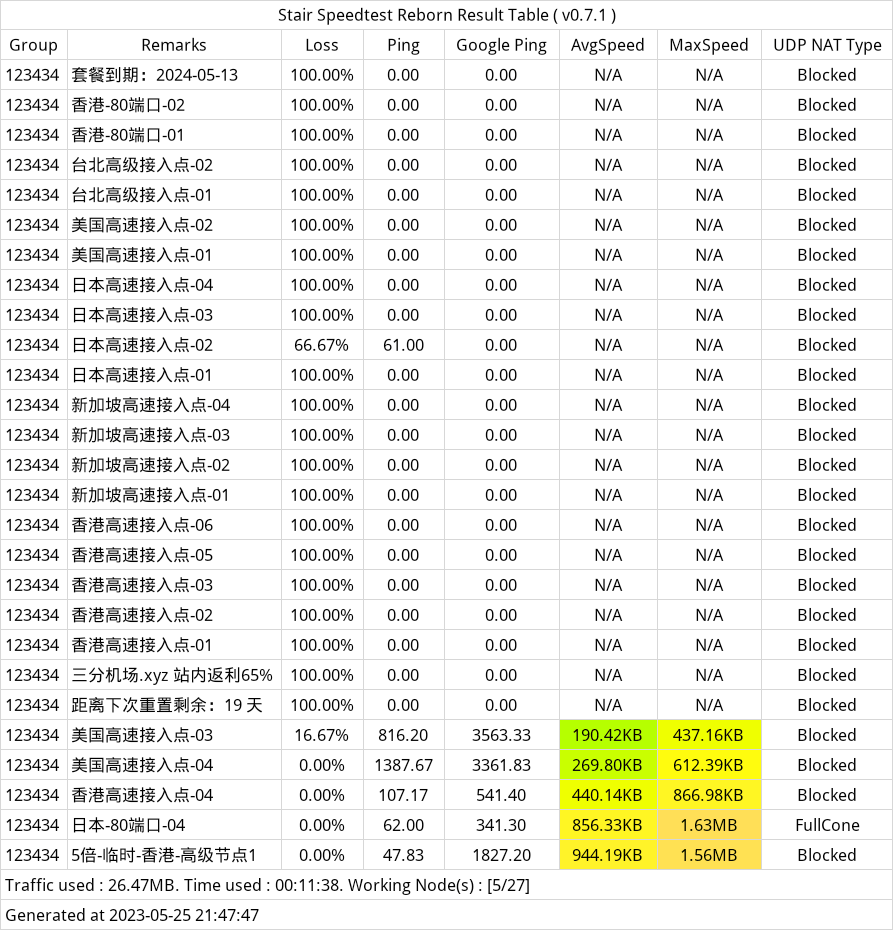 Stair Speedtest Reborn Result Table ( v0.7.1 )
Group Remarks Loss Ping Google Ping AvgSpeed MaxSpeed UDP NAT Type
123434 套餐到期：2024-05-13 100.00% 0.00 0.00 N/A N/A Blocked
123434 香港-80端口-02 100.00% 0.00 0.00 N/A N/A Blocked
123434 香港-80端口-01 100.00% 0.00 0.00 N/A N/A Blocked
123434 台北高级接入点-02 100.00% 0.00 0.00 N/A N/A Blocked
123434 台北高级接入点-01 100.00% 0.00 0.00 N/A N/A Blocked
123434 美国高速接入点-02 100.00% 0.00 0.00 N/A N/A Blocked
123434 美国高速接入点-01 100.00% 0.00 0.00 N/A N/A Blocked
123434 日本高速接入点-04 100.00% 0.00 0.00 N/A N/A Blocked
123434 日本高速接入点-03 100.00% 0.00 0.00 N/A N/A Blocked
123434 日本高速接入点-02 66.67% 61.00 0.00 N/A N/A Blocked
123434 日本高速接入点-01 100.00% 0.00 0.00 N/A N/A Blocked
123434 新加坡高速接入点-04 100.00% 0.00 0.00 N/A N/A Blocked
123434 新加坡高速接入点-03 100.00% 0.00 0.00 N/A N/A Blocked
123434 新加坡高速接入点-02 100.00% 0.00 0.00 N/A N/A Blocked
123434 新加坡高速接入点-01 100.00% 0.00 0.00 N/A N/A Blocked
123434 香港高速接入点-06 100.00% 0.00 0.00 N/A N/A Blocked
123434 香港高速接入点-05 100.00% 0.00 0.00 N/A N/A Blocked
123434 香港高速接入点-03 100.00% 0.00 0.00 N/A N/A Blocked
123434 香港高速接入点-02 100.00% 0.00 0.00 N/A N/A Blocked
123434 香港高速接入点-01 100.00% 0.00 0.00 N/A N/A Blocked
123434 三分机场.xyz 站内返利65% 100.00% 0.00 0.00 N/A N/A Blocked
123434 距离下次重置剩余：19 天 100.00% 0.00 0.00 N/A N/A Blocked
123434 美国高速接入点-03 16.67% 816.20 3563.33 190.42KB 437.16KB Blocked
123434 美国高速接入点-04 0.00% 1387.67 3361.83 269.80KB 612.39KB Blocked
123434 香港高速接入点-04 0.00% 107.17 541.40 440.14KB 866.98KB Blocked
123434 日本-80端口-04 0.00% 62.00 341.30 856.33KB 1.63MB FullCone
123434 5倍-临时-香港-高级节点1 0.00% 47.83 1827.20 944.19KB 1.56MB Blocked
Traffic used : 26.47MB. Time used : 00:11:38. Working Node(s) : [5/27]
Generated at 2023-05-25 21:47:47